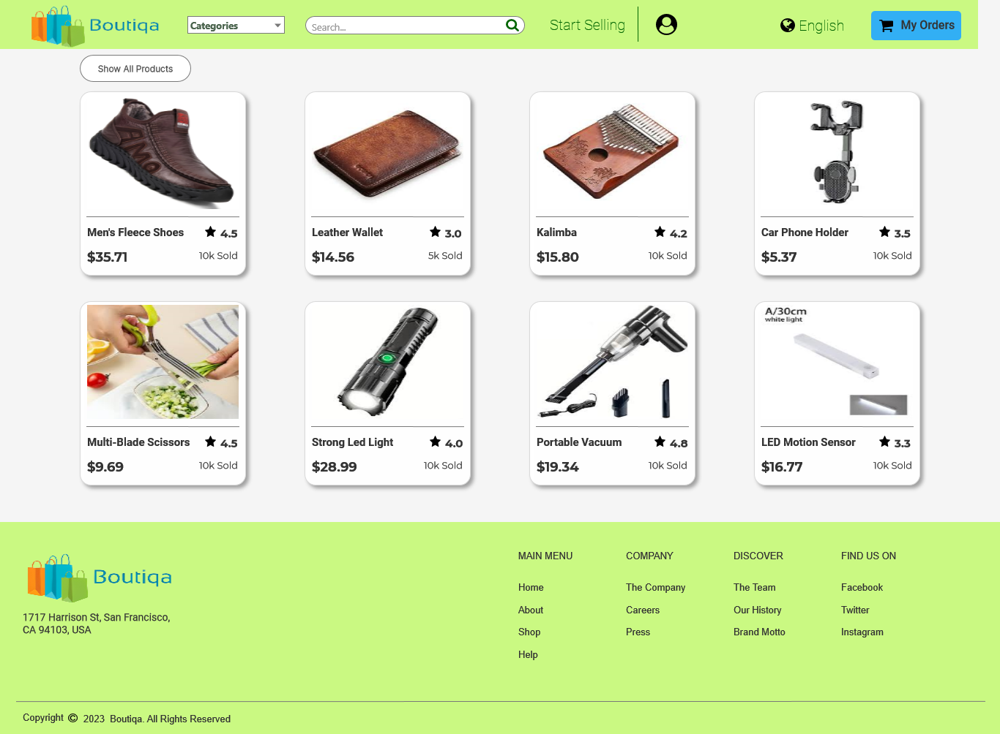 Boutiqa
Categories
Search...
Start Selling
English
My Orders
Show All Products
Men's Fleece Shoes
4.5
$35.71
10k Sold
Leather Wallet
3.0
$14.56
5k Sold
Kalimba
4.2
$15.80
10k Sold
Car Phone Holder
3.5
$5.37
10k Sold
Multi-Blade Scissors
4.5
$9.69
10k Sold
Strong Led Light
4.0
$28.99
10k Sold
Portable Vacuum
4.8
$19.34
10k Sold
A/30cm
white light
LED Motion Sensor
3.3
$16.77
10k Sold
Boutiqa
1717 Harrison St, San Francisco,
CA 94103, USA
MAIN MENU
Home
About
Shop
Help
COMPANY
The Company
Careers
Press
DISCOVER
The Team
Our History
Brand Motto
FIND US ON
Facebook
Twitter
Instagram
Copyright © 2023 Boutiqa. All Rights Reserved